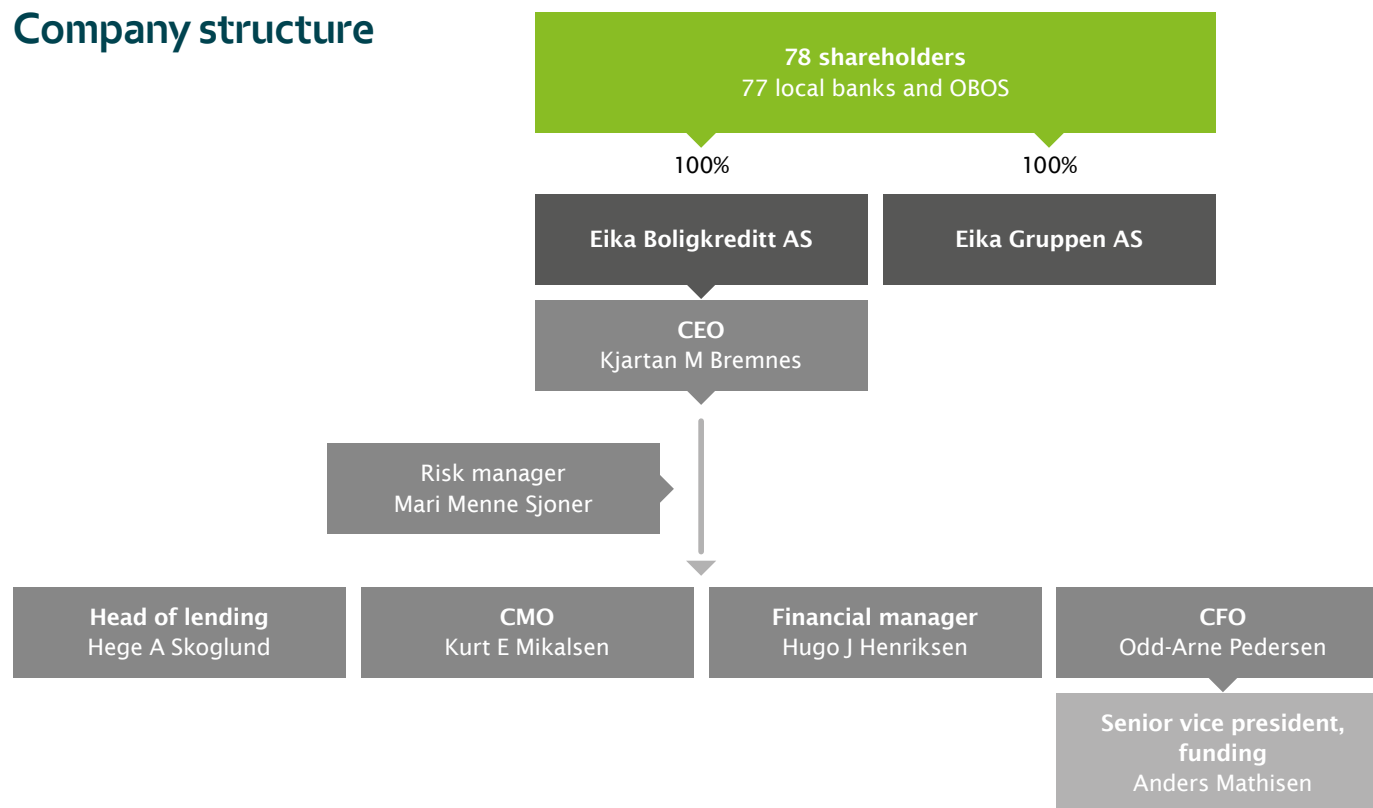 Company structure
78 shareholders
77 local banks and OBOS
100%
100%
Eika Boligkreditt AS
Eika Gruppen AS
CEO
Kjartan M Bremnes
Risk manager
Mari Menne Sjoner
Head of lending
Hege A Skoglund
CMO
Kurt E Mikalsen
Financial manager
Hugo J Henriksen
CFO
Odd-Arne Pedersen
Senior vice president,
funding
Anders Mathisen